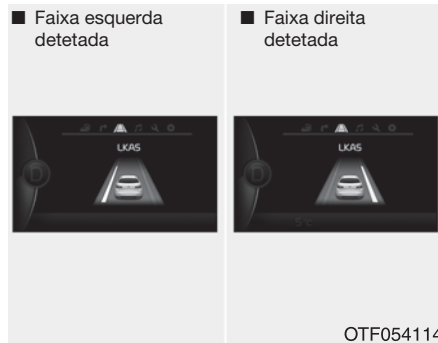 ■ Faixa esquerda
detetada
LKAS
D
■ Faixa direita
detetada
LKAS
D
OTF054114